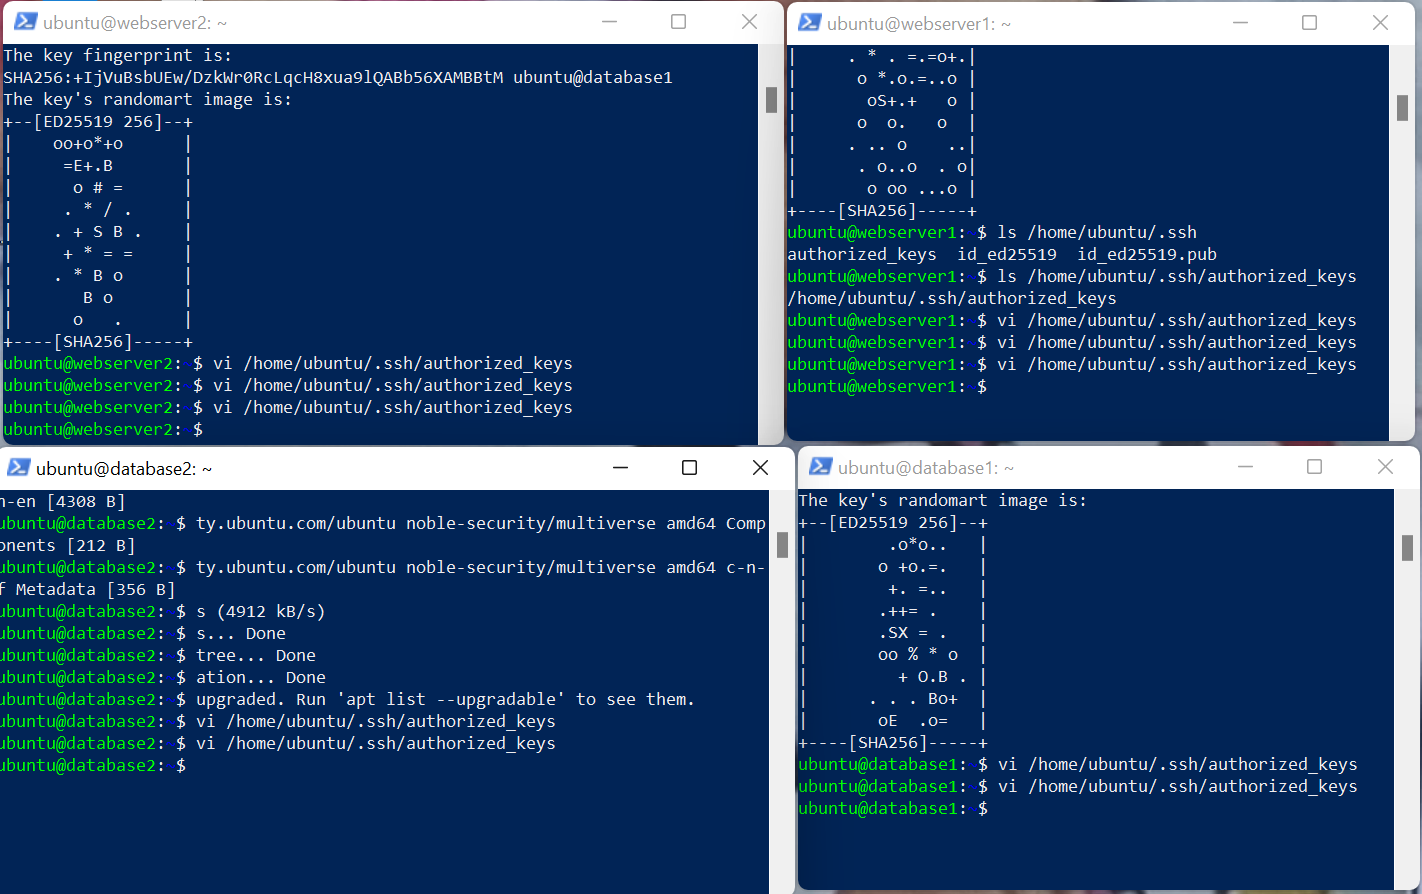 ubuntu@webserver2: ~
The key fingerprint is:
SHA256:+IjVuBsbUEw/DzkWr0RcLqcH8xua9lQABb56XAMBBtM ubuntu@database1
The key's randomart image is:
+--[ED25519 256]--+
|    oo+o*+o      |
|     =E+.B       |
|      o # =      |
|     . * / .     |
|    . + S B .    |
|     + * = =     |
|    . * B o      |
|       B o       |
|      o   .      |
+----[SHA256]-----+
ubuntu@webserver2:~$ vi /home/ubuntu/.ssh/authorized_keys
ubuntu@webserver2:~$ vi /home/ubuntu/.ssh/authorized_keys
ubuntu@webserver2:~$ vi /home/ubuntu/.ssh/authorized_keys
ubuntu@webserver2:~$
ubuntu@webserver1: ~
|     . * . =.=o+.|
|      o *.o.=..o |
|       oS+.+   o |
|      o  o.   o  |
|     . .. o    ..|
|      . o..o  . o|
|       o oo ...o |
+----[SHA256]-----+
ubuntu@webserver1:~$ ls /home/ubuntu/.ssh
authorized_keys  id_ed25519  id_ed25519.pub
ubuntu@webserver1:~$ ls /home/ubuntu/.ssh/authorized_keys
/home/ubuntu/.ssh/authorized_keys
ubuntu@webserver1:~$ vi /home/ubuntu/.ssh/authorized_keys
ubuntu@webserver1:~$ vi /home/ubuntu/.ssh/authorized_keys
ubuntu@webserver1:~$ vi /home/ubuntu/.ssh/authorized_keys
ubuntu@webserver1:~$
ubuntu@database2: ~
n-en [4308 B]
ubuntu@database2:~$ ty.ubuntu.com/ubuntu noble-security/multiverse amd64 Comp
onents [212 B]
ubuntu@database2:~$ ty.ubuntu.com/ubuntu noble-security/multiverse amd64 c-n-
f Metadata [356 B]
ubuntu@database2:~$ s (4912 kB/s)
ubuntu@database2:~$ s... Done
ubuntu@database2:~$ tree... Done
ubuntu@database2:~$ ation... Done
ubuntu@database2:~$ upgraded. Run 'apt list --upgradable' to see them.
ubuntu@database2:~$ vi /home/ubuntu/.ssh/authorized_keys
ubuntu@database2:~$ vi /home/ubuntu/.ssh/authorized_keys
ubuntu@database2:~$
ubuntu@database1: ~
The key's randomart image is:
+--[ED25519 256]--+
|        .o*o..   |
|       o +o.=.   |
|        +. =..   |
|       .++= .    |
|       .SX = .   |
|       oo % * o  |
|         + O.B . |
|      . . . Bo+  |
|       oE  .o=   |
+----[SHA256]-----+
ubuntu@database1:~$ vi /home/ubuntu/.ssh/authorized_keys
ubuntu@database1:~$ vi /home/ubuntu/.ssh/authorized_keys
ubuntu@database1:~$